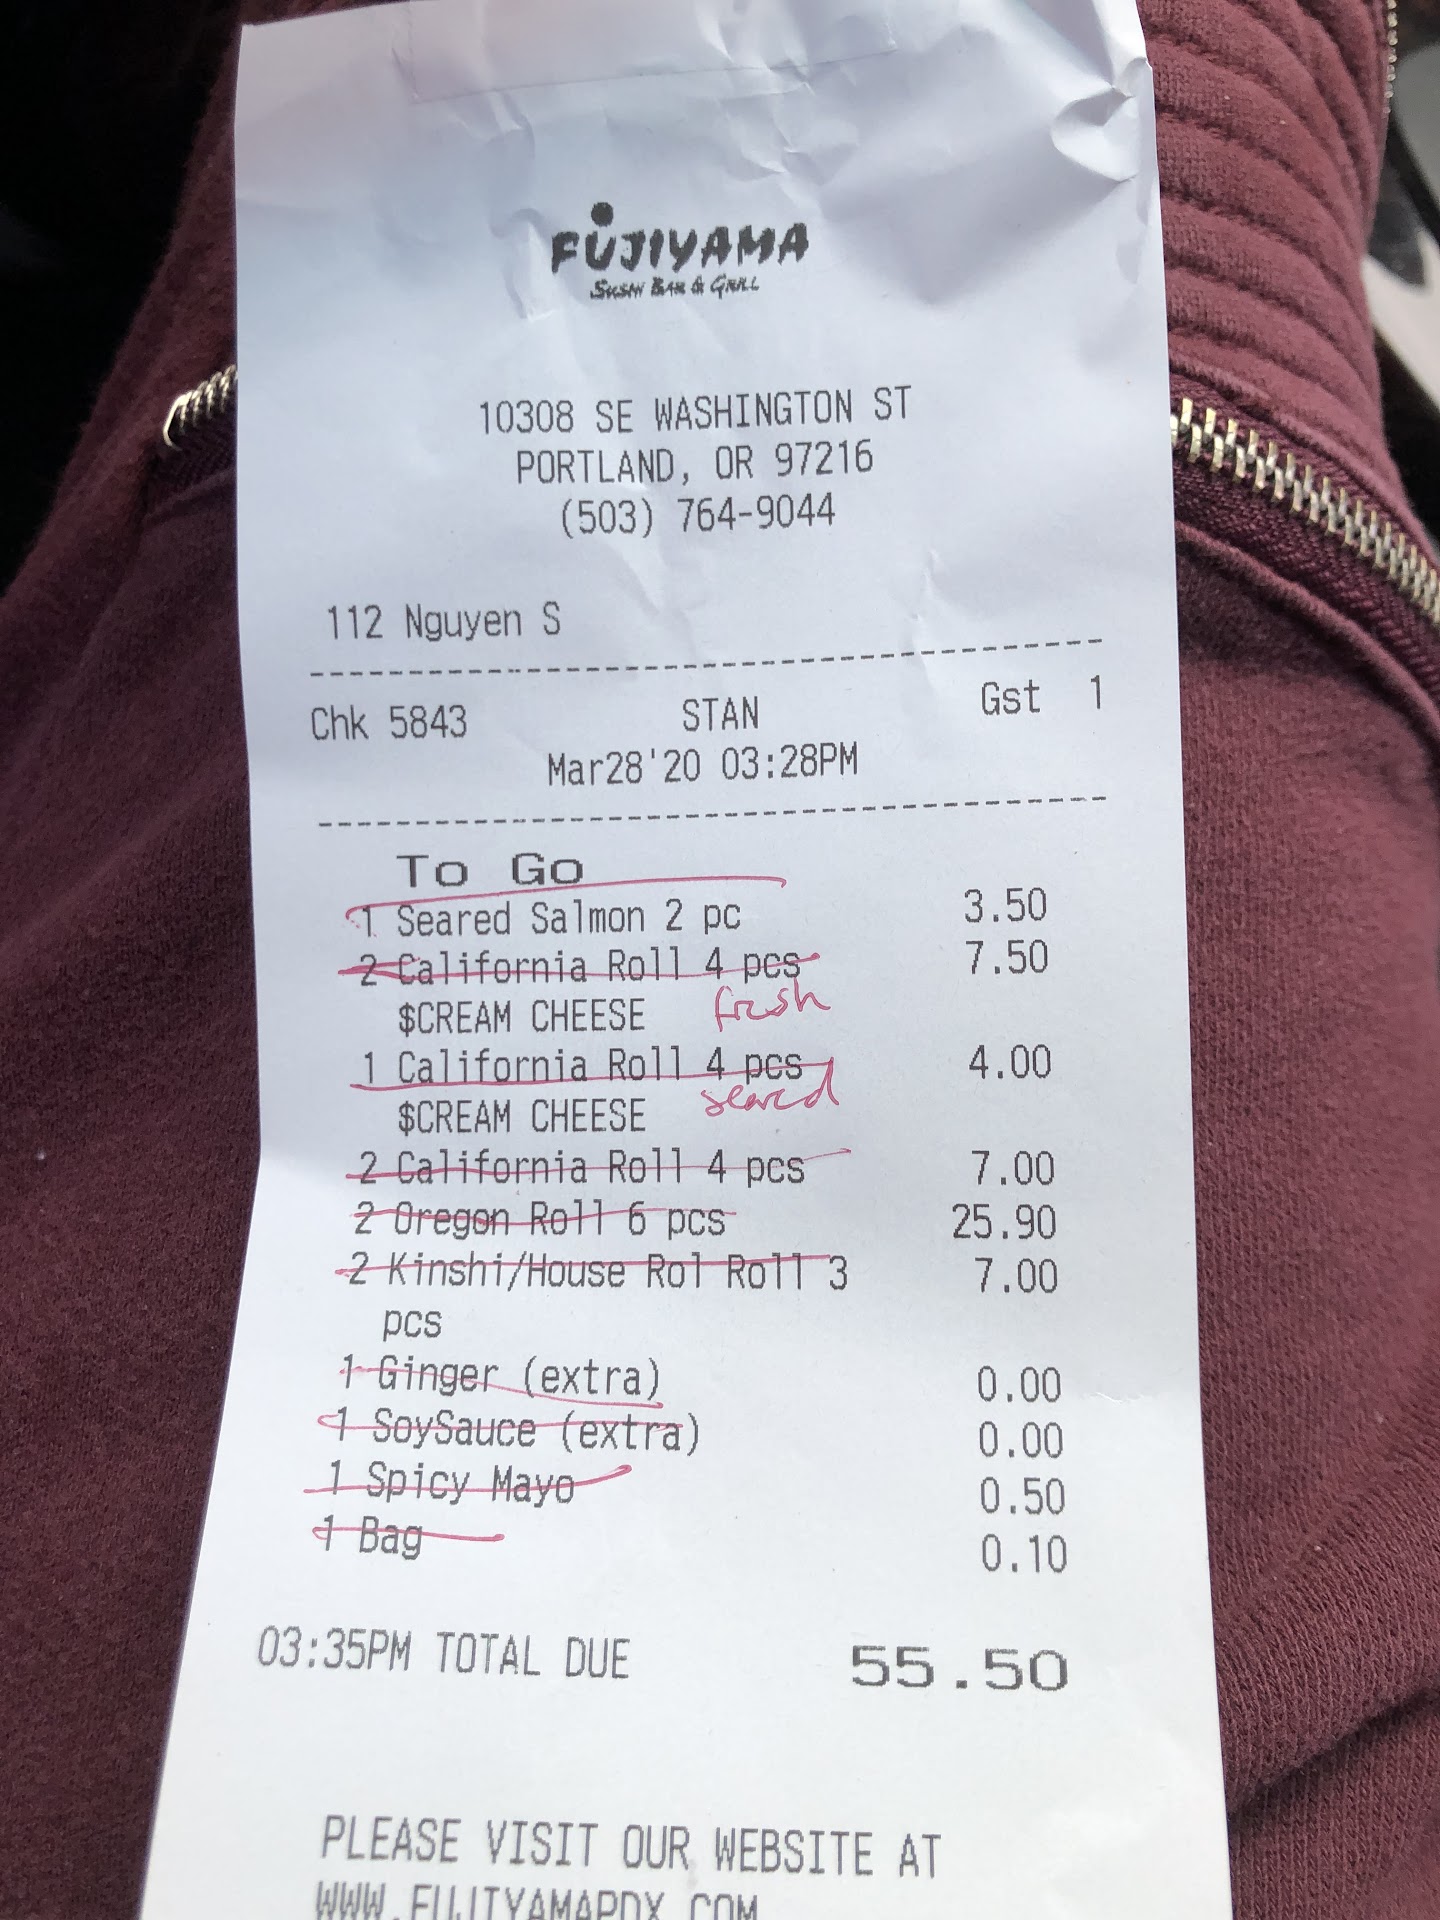 FUJIYAMA
SUSHI BAR & GRILL
10308 SE WASHINGTON ST
PORTLAND, OR 97216
(503) 764-9044
112 Nguyen S
Chk 5843 STAN Gst 1
Mar28'20 03:28PM
To Go
1 Seared Salmon 2 pc 3.50
2 California Roll 4 pcs 7.50
$CREAM CHEESE fresh
1 California Roll 4 pcs 4.00
$CREAM CHEESE seared
2 California Roll 4 pcs 7.00
2 Oregon Roll 6 pcs 25.90
2 Kinshi/House Rol Roll 3 7.00
pcs
1 Ginger (extra) 0.00
1 SoySauce (extra) 0.00
1 Spicy Mayo 0.50
1 Bag 0.10
03:35PM TOTAL DUE 55.50
PLEASE VISIT OUR WEBSITE AT
WWW.FUJIYAMAPDX.COM